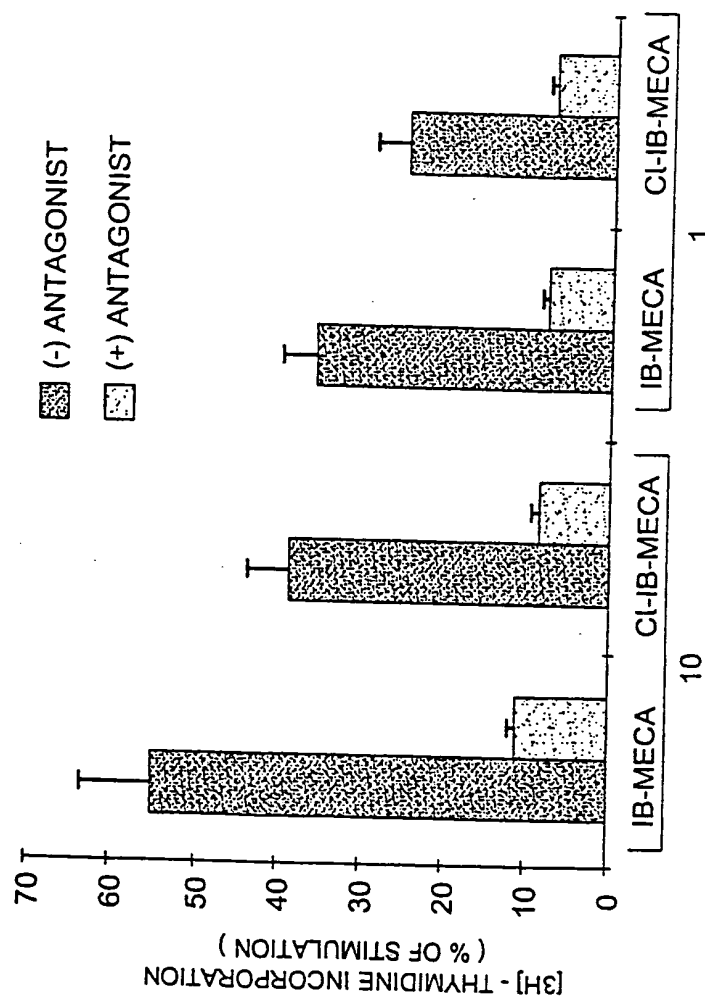 (-) ANTAGONIST
(+) ANTAGONIST
[3H] - THYMIDINE INCORPORATION
( % OF STIMULATION )
70
60
50
40
30
20
10
0
IB-MECA
Cl-IB-MECA
IB-MECA
Cl-IB-MECA
10
1